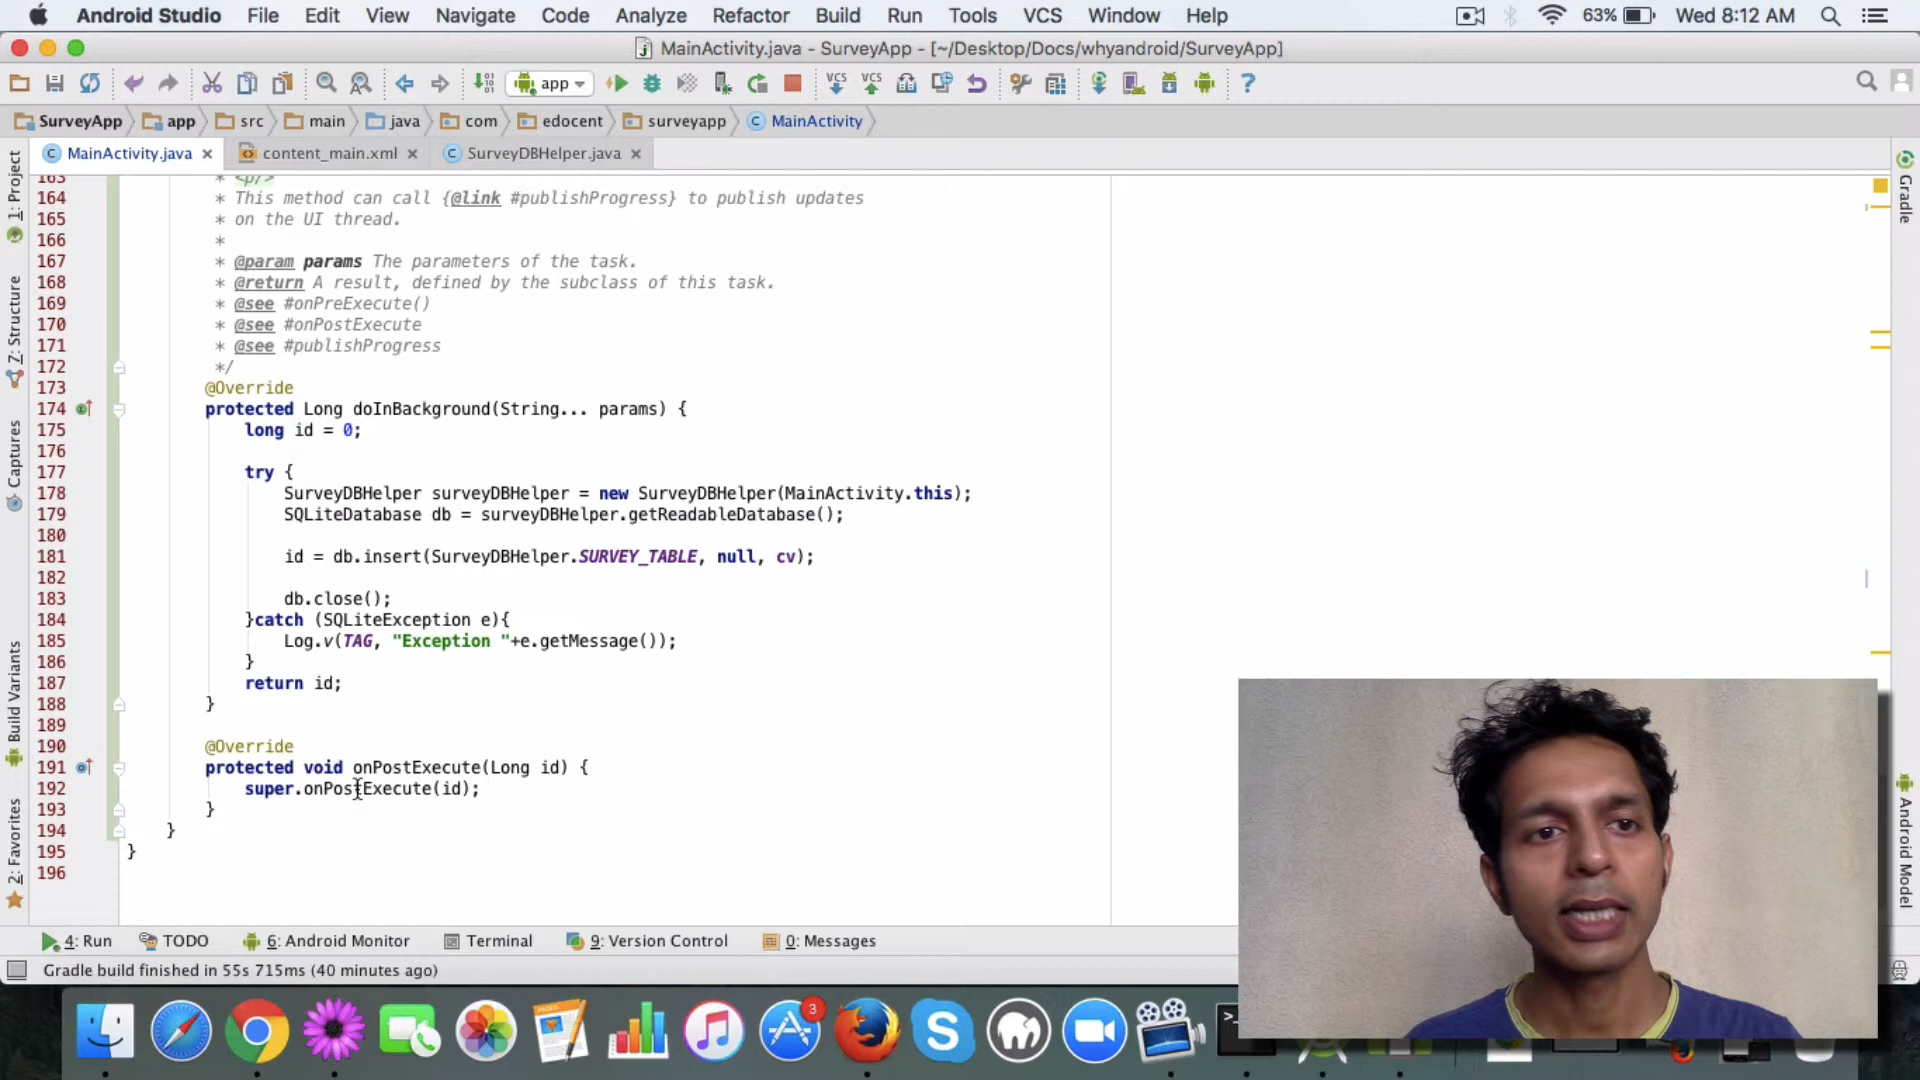 Android Studio File Edit View Navigate Code Analyze Refactor Build Run Tools VCS Window Help 63% Wed 8:12 AM
MainActivity.java - SurveyApp - [~/Desktop/Docs/whyandroid/SurveyApp]
app VCS VCS ?
SurveyApp app src main java com edocent surveyapp MainActivity
MainActivity.java content_main.xml SurveyDBHelper.java
1: Project
Z: Structure
Captures
Build Variants
2: Favorites
Gradle
Android Model
163 * <p/>
164 * This method can call {@link #publishProgress} to publish updates
165 * on the UI thread.
166 *
167 * @param params The parameters of the task.
168 * @return A result, defined by the subclass of this task.
169 * @see #onPreExecute()
170 * @see #onPostExecute
171 * @see #publishProgress
172 */
173 @Override
174 protected Long doInBackground(String... params) {
175 long id = 0;
176
177 try {
178 SurveyDBHelper surveyDBHelper = new SurveyDBHelper(MainActivity.this);
179 SQLiteDatabase db = surveyDBHelper.getReadableDatabase();
180
181 id = db.insert(SurveyDBHelper.SURVEY_TABLE, null, cv);
182
183 db.close();
184 }catch (SQLiteException e){
185 Log.v(TAG, "Exception "+e.getMessage());
186 }
187 return id;
188 }
189
190 @Override
191 protected void onPostExecute(Long id) {
192 super.onPostExecute(id);
193 }
194 }
195 }
196
4: Run TODO 6: Android Monitor Terminal 9: Version Control 0: Messages
Gradle build finished in 55s 715ms (40 minutes ago)
3
S
>_